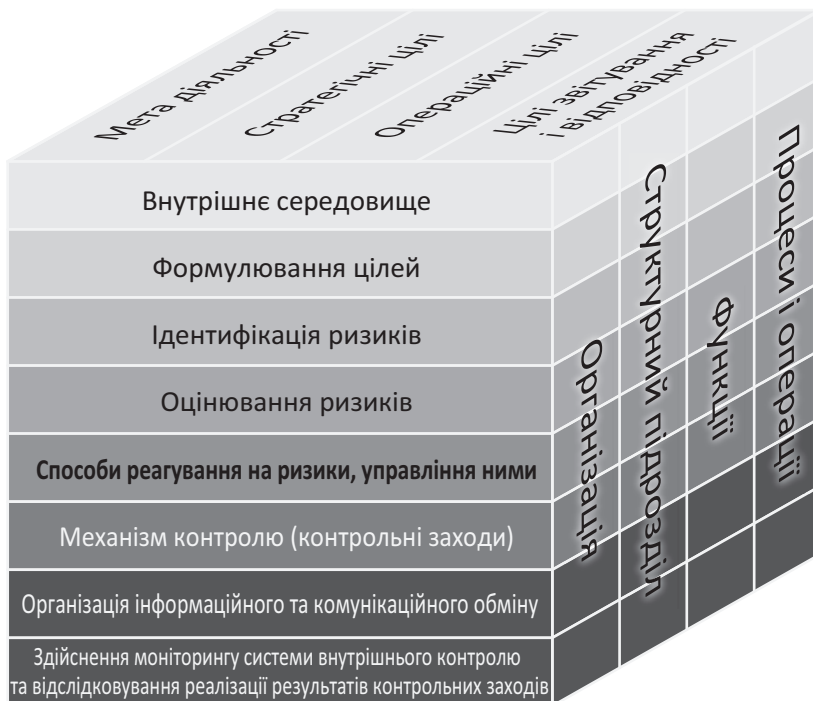 Мета діяльності
Стратегічні цілі
Операційні цілі
Цілі звітування
і відповідності
Внутрішнє середовище
Формулювання цілей
Ідентифікація ризиків
Оцінювання ризиків
Способи реагування на ризики, управління ними
Механізм контролю (контрольні заходи)
Організація інформаційного та комунікаційного обміну
Здійснення моніторингу системи внутрішнього контролю
та відслідковування реалізації результатів контрольних заходів
Організація
Структурний підрозділ
Функції
Процеси і операції